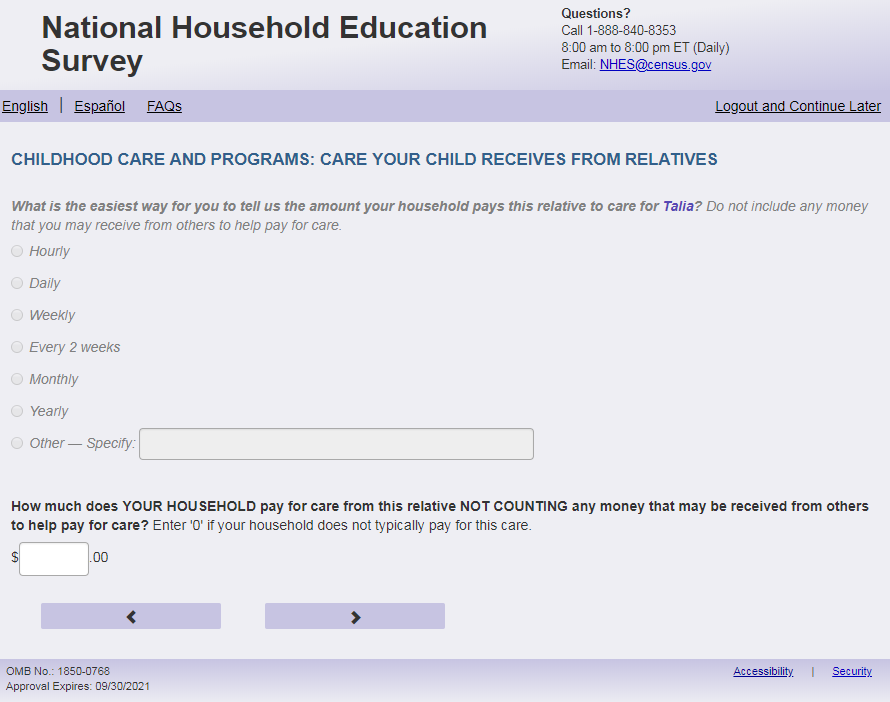 National Household Education
Survey
Questions?
Call 1-888-840-8353
8:00 am to 8:00 pm ET (Daily)
Email: NHES@census.gov
English | Español FAQs Logout and Continue Later
CHILDHOOD CARE AND PROGRAMS: CARE YOUR CHILD RECEIVES FROM RELATIVES
What is the easiest way for you to tell us the amount your household pays this relative to care for Talia? Do not include any money
that you may receive from others to help pay for care.
Hourly
Daily
Weekly
Every 2 weeks
Monthly
Yearly
Other — Specify:
How much does YOUR HOUSEHOLD pay for care from this relative NOT COUNTING any money that may be received from others
to help pay for care? Enter '0' if your household does not typically pay for this care.
$ .00
OMB No.: 1850-0768
Approval Expires: 09/30/2021
Accessibility | Security